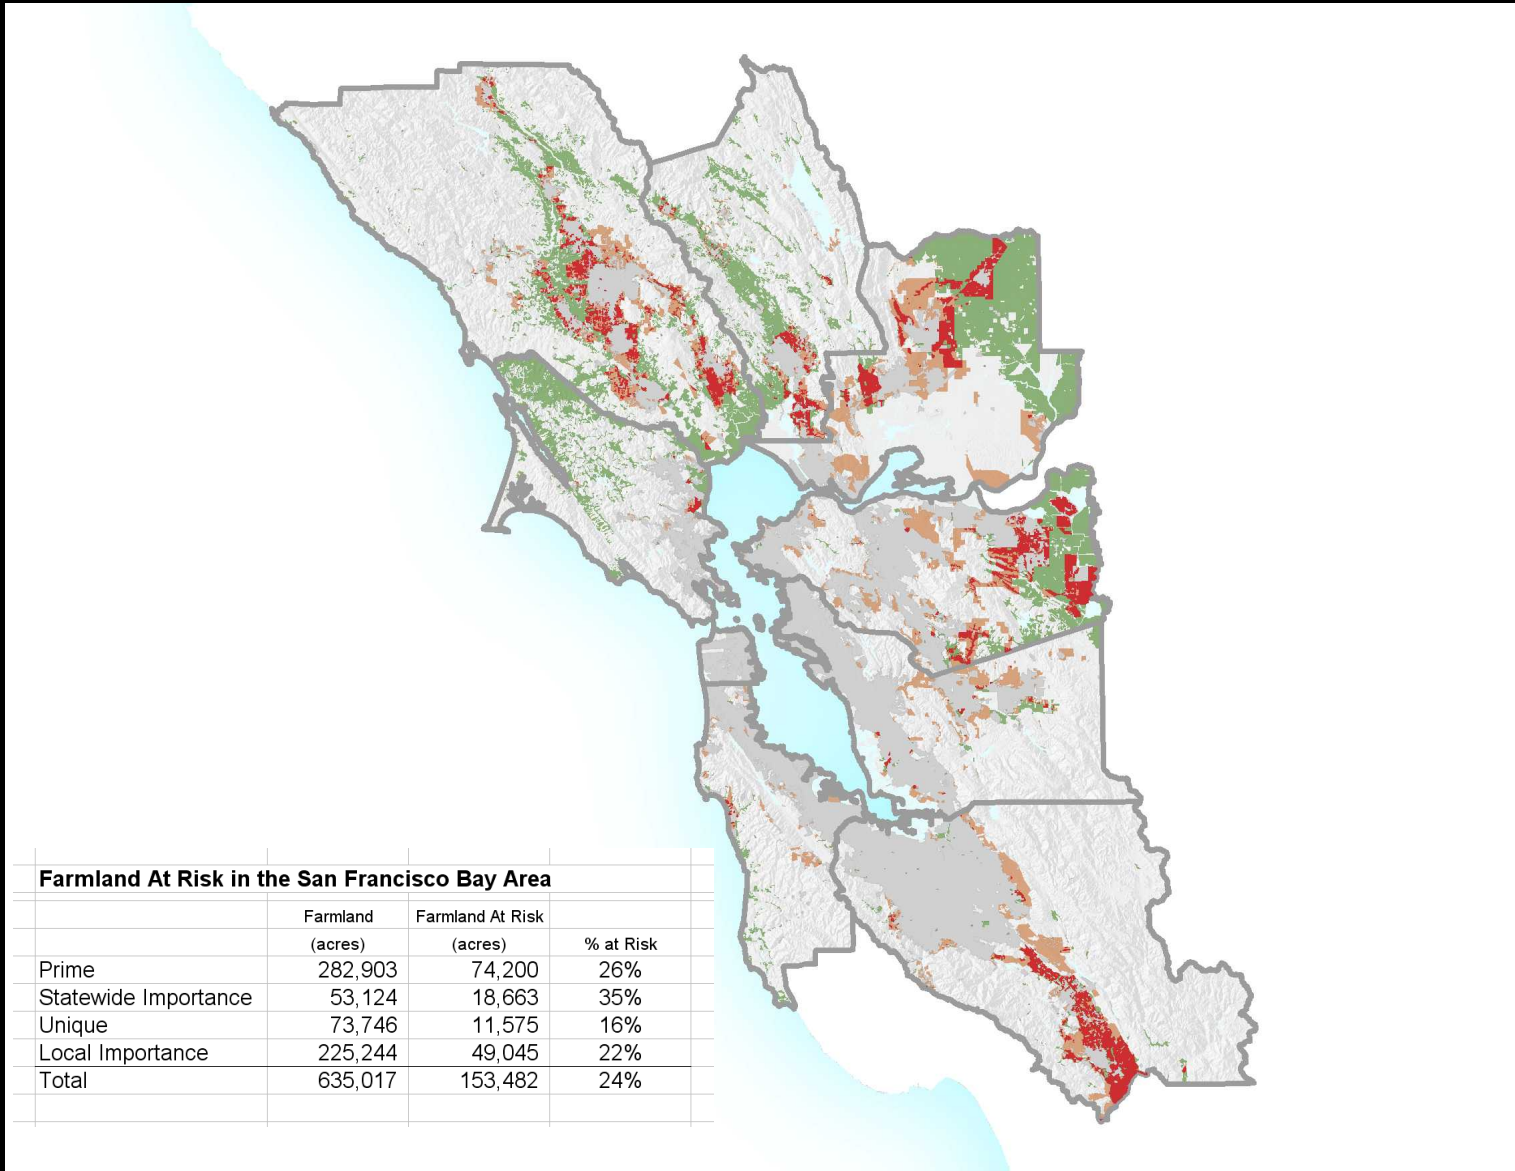 Farmland At Risk in the San Francisco Bay Area
Farmland Farmland At Risk
(acres) (acres) % at Risk
Prime 282,903 74,200 26%
Statewide Importance 53,124 18,663 35%
Unique 73,746 11,575 16%
Local Importance 225,244 49,045 22%
Total 635,017 153,482 24%